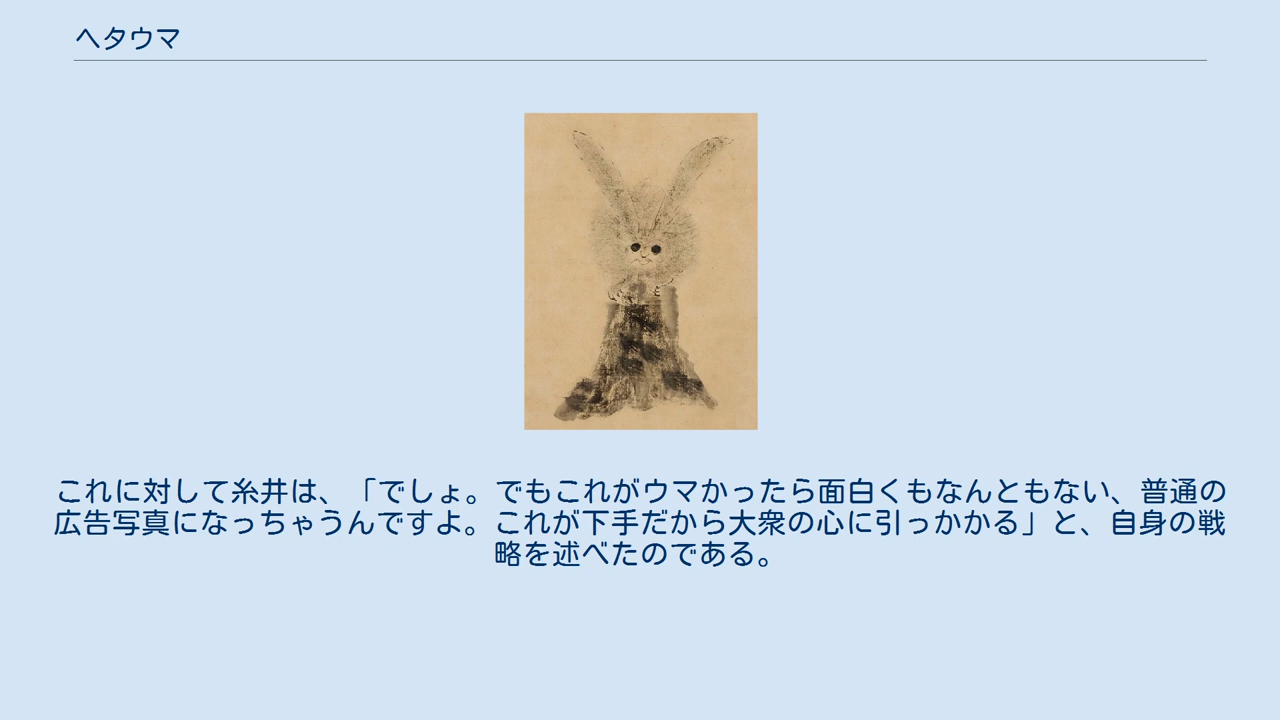 ヘタウマ
これに対して糸井は、「でしょ。でもこれがウマかったら面白くもなんともない、普通の
広告写真になっちゃうんですよ。これが下手だから大衆の心に引っかかる」と、自身の戦
略を述べたのである。